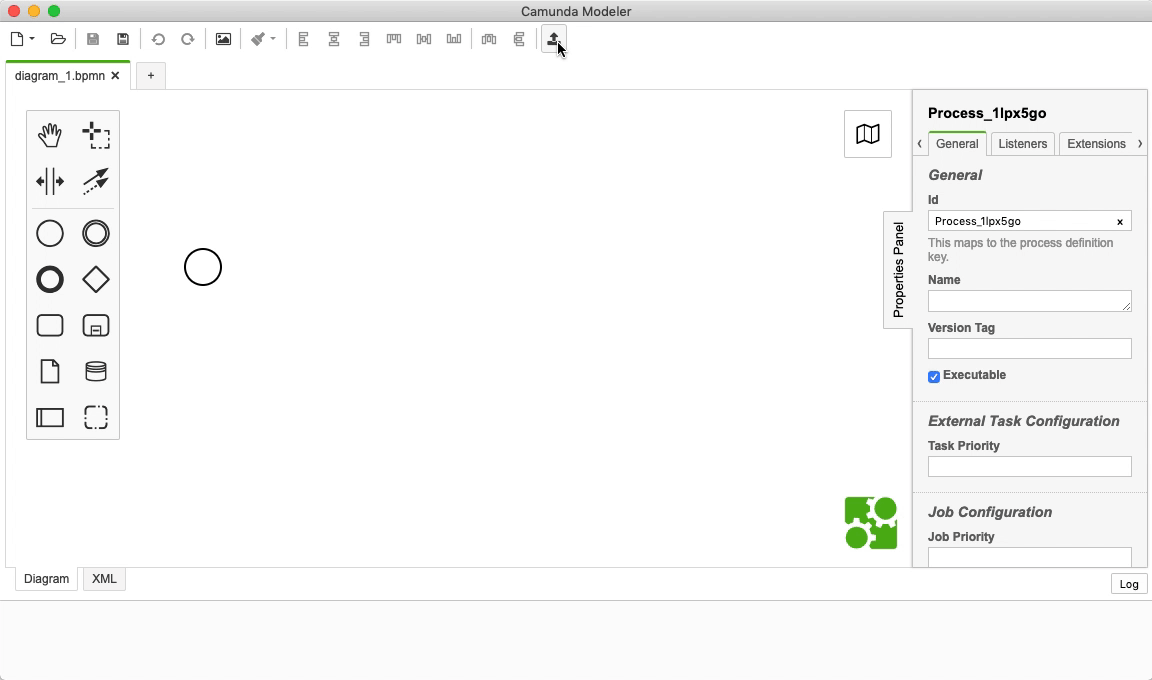 Camunda Modeler
diagram_1.bpmn ✕
+
Process_1lpx5go
‹ General Listeners Extensions ›
General
Id
Process_1lpx5go ×
This maps to the process definition
key.
Name
Version Tag
Executable
External Task Configuration
Task Priority
Job Configuration
Job Priority
Properties Panel
Diagram XML
Log